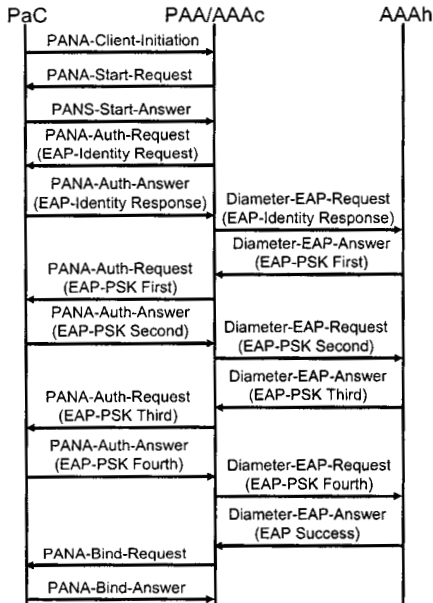 PaC PAA/AAAc AAAh
PANA-Client-Initiation
PANA-Start-Request
PANS-Start-Answer
PANA-Auth-Request
(EAP-Identity Request)
PANA-Auth-Answer
(EAP-Identity Response)
Diameter-EAP-Request
(EAP-Identity Response)
Diameter-EAP-Answer
(EAP-PSK First)
PANA-Auth-Request
(EAP-PSK First)
PANA-Auth-Answer
(EAP-PSK Second)
Diameter-EAP-Request
(EAP-PSK Second)
Diameter-EAP-Answer
(EAP-PSK Third)
PANA-Auth-Request
(EAP-PSK Third)
PANA-Auth-Answer
(EAP-PSK Fourth)
Diameter-EAP-Request
(EAP-PSK Fourth)
Diameter-EAP-Answer
(EAP Success)
PANA-Bind-Request
PANA-Bind-Answer